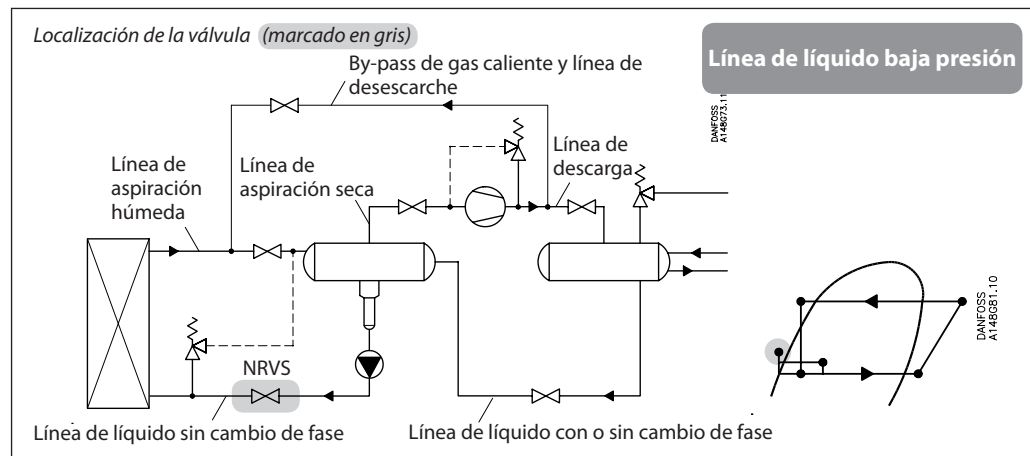 Localización de la válvula (marcado en gris)
Línea de líquido baja presión
By-pass de gas caliente y línea de
desescarche
DANFOSS
A148G73.11
Línea de
aspiración
húmeda
Línea de
aspiración seca
Línea de
descarga
DANFOSS
A148G81.10
NRVS
Línea de líquido sin cambio de fase
Línea de líquido con o sin cambio de fase